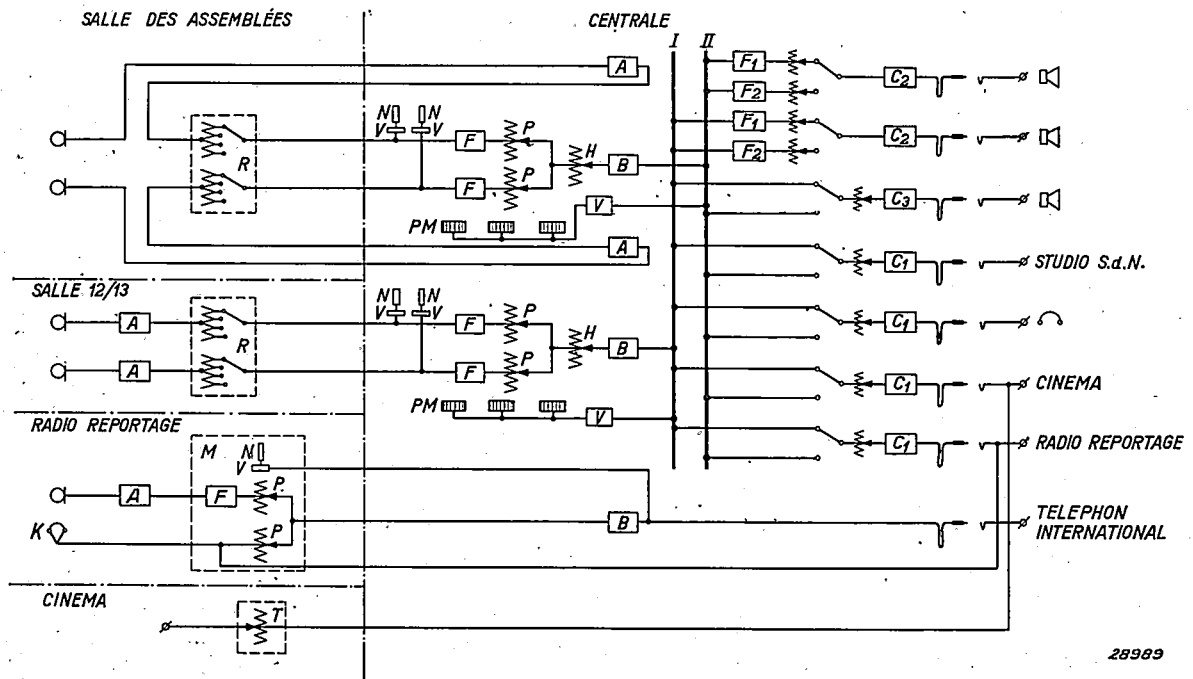 SALLE DES ASSEMBLÉES
CENTRALE
I II
A
F1
C2
F2
N N
V V
F
P
F1
C2
F2
R
H
B
F
P
V
C3
PM
A
C1
STUDIO S.d.N.
SALLE 12/13
N N
V V
A
F
P
C1
R
H
B
A
F
P
C1
CINEMA
PM
V
RADIO REPORTAGE
C1
RADIO REPORTAGE
M N
V
P
A
F
B
TELEPHON
INTERNATIONAL
K
P
CINEMA
T
28989